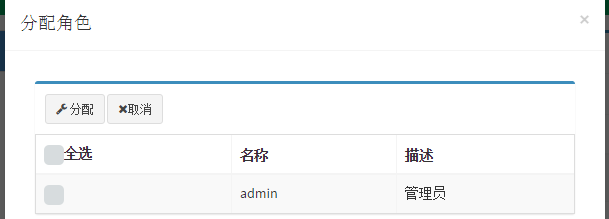 分配角色 ×
分配 取消
全选 名称 描述
admin 管理员